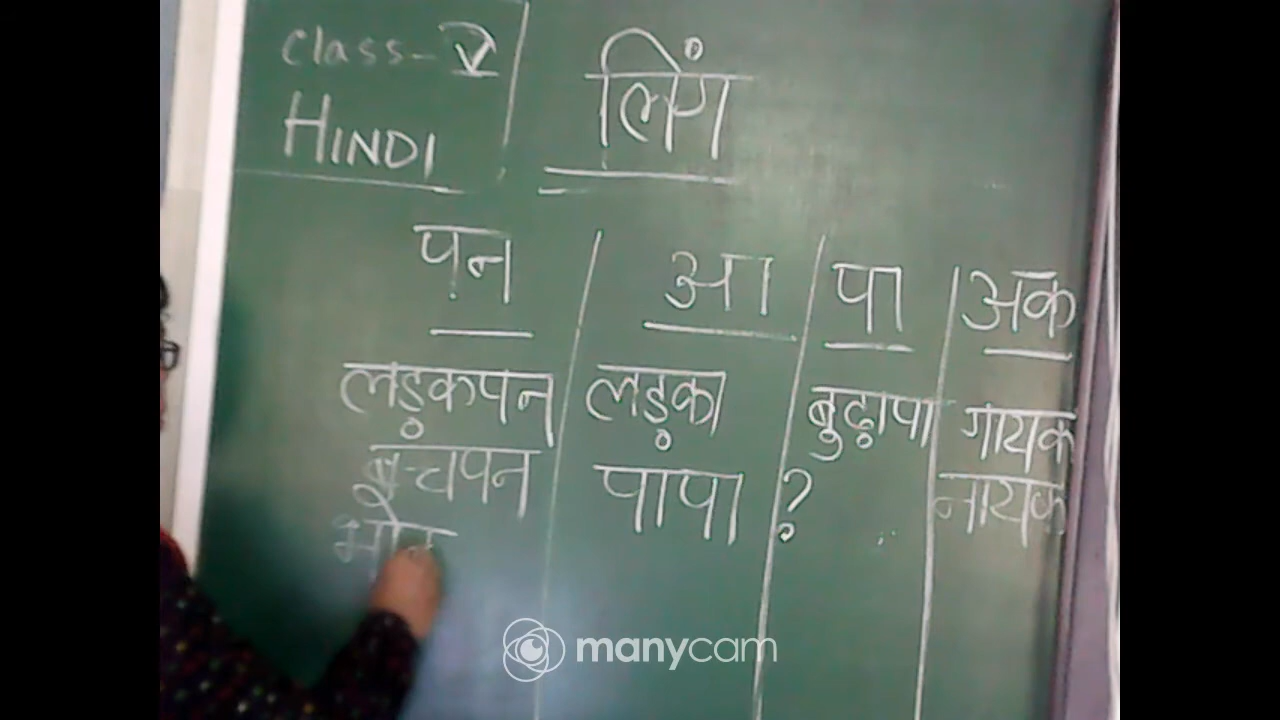 Class-V
HINDI
लिंग
पन आ पा अक
लड़कपन लड़का बुढ़ापा गायक
बचपन पापा ? नायक
manycam